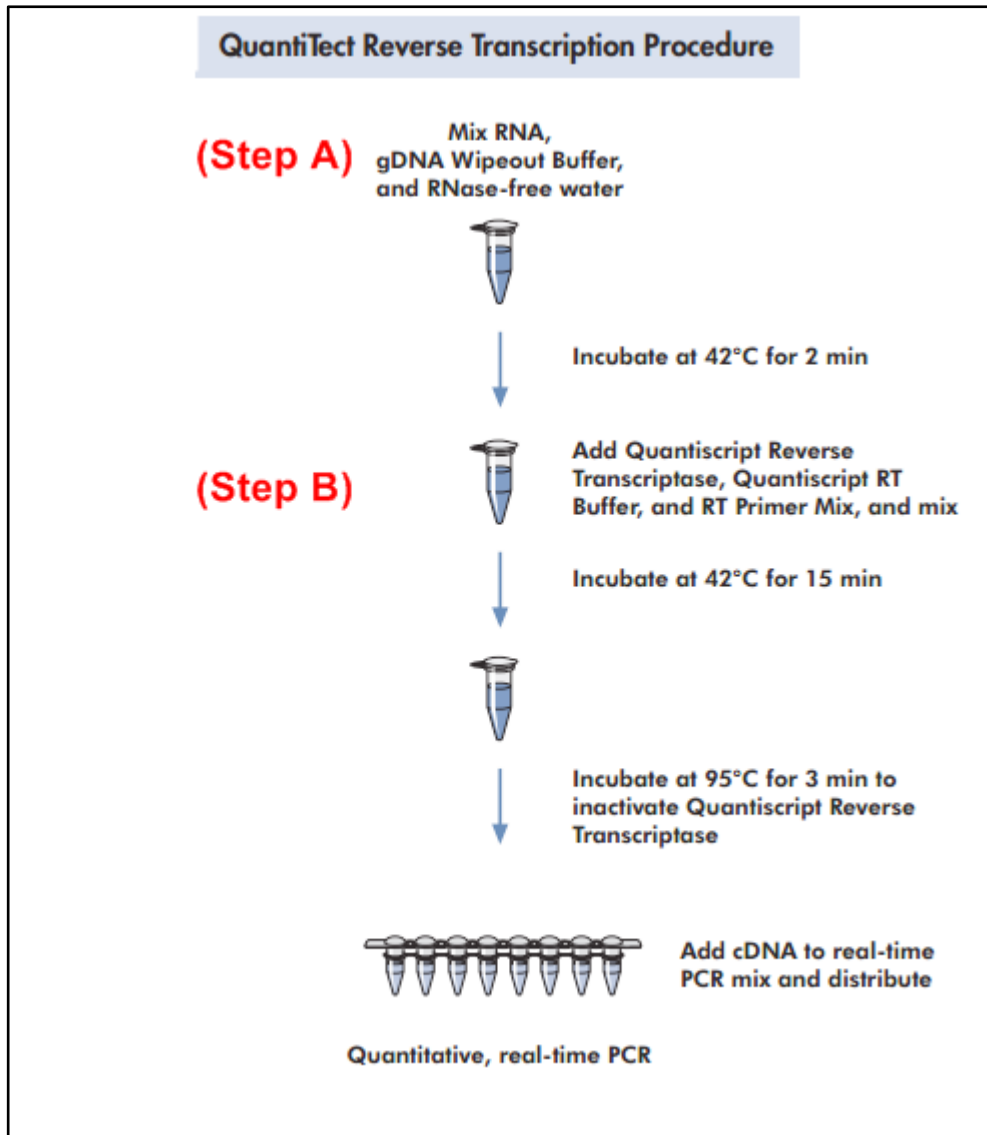 QuantiTect Reverse Transcription Procedure
(Step A)
Mix RNA,
gDNA Wipeout Buffer,
and RNase-free water
Incubate at 42°C for 2 min
(Step B)
Add Quantiscript Reverse
Transcriptase, Quantiscript RT
Buffer, and RT Primer Mix, and mix
Incubate at 42°C for 15 min
Incubate at 95°C for 3 min to
inactivate Quantiscript Reverse
Transcriptase
Add cDNA to real-time
PCR mix and distribute
Quantitative, real-time PCR